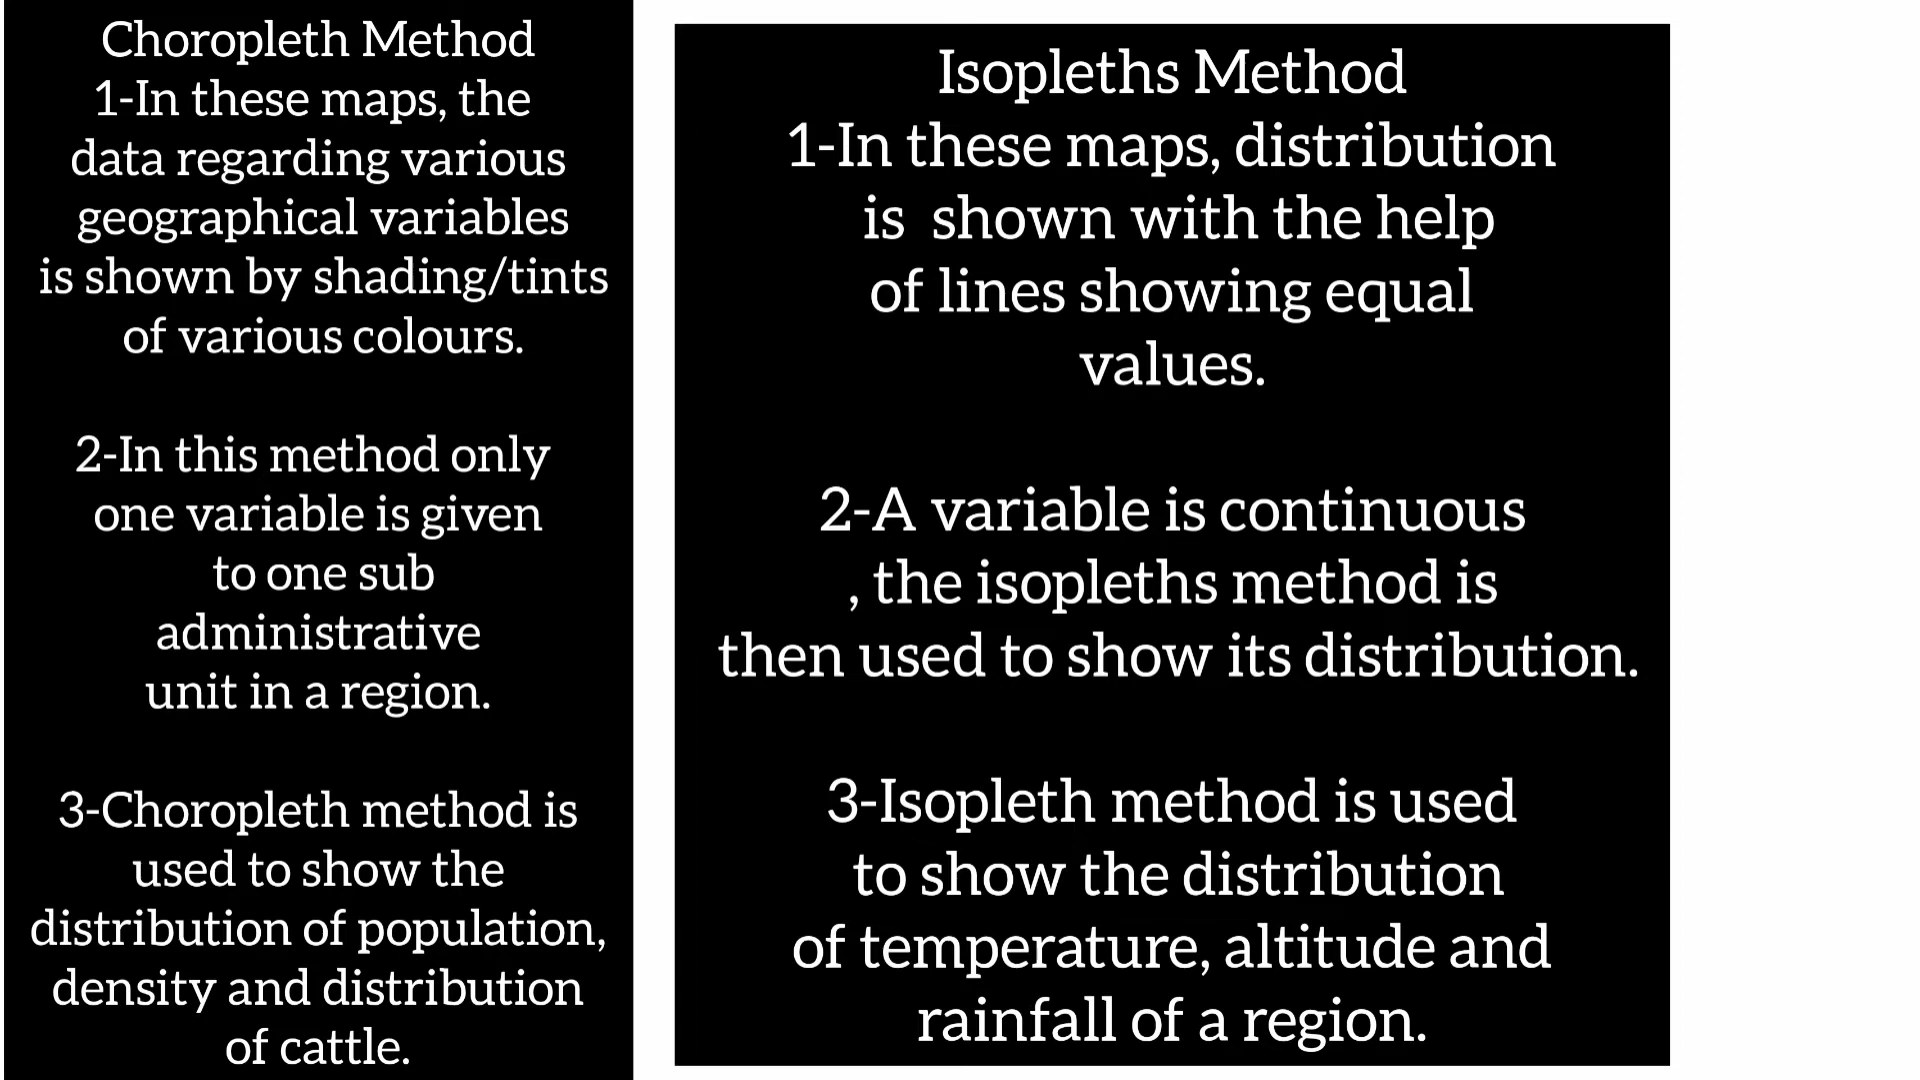 Choropleth Method
1-In these maps, the
data regarding various
geographical variables
is shown by shading/tints
of various colours.
2-In this method only
one variable is given
to one sub
administrative
unit in a region.
3-Choropleth method is
used to show the
distribution of population,
density and distribution
of cattle.
Isopleths Method
1-In these maps, distribution
is shown with the help
of lines showing equal
values.
2-A variable is continuous
, the isopleths method is
then used to show its distribution.
3-Isopleth method is used
to show the distribution
of temperature, altitude and
rainfall of a region.